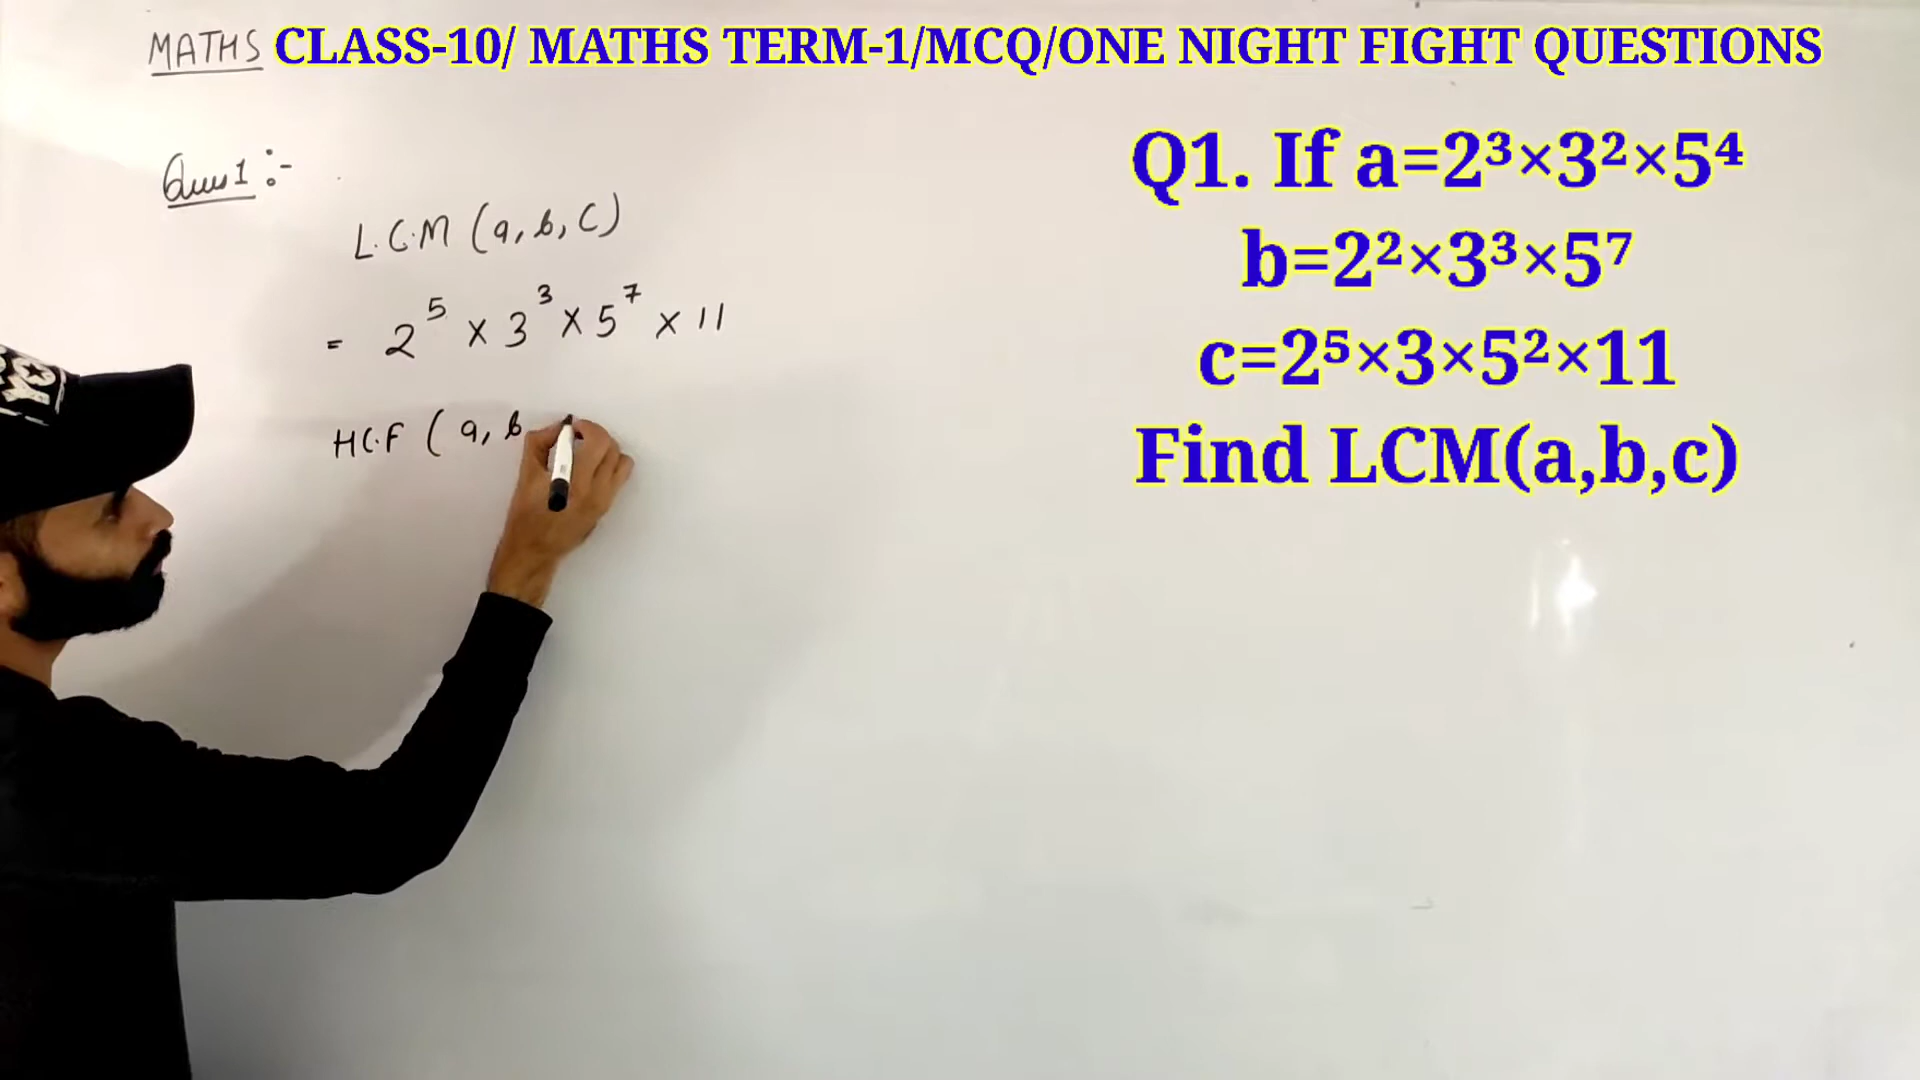 MATHS CLASS-10/ MATHS TERM-1/MCQ/ONE NIGHT FIGHT QUESTIONS
Q1. If a=2³×3²×5⁴
b=2²×3³×5⁷
c=2⁵×3×5²×11
Find LCM(a,b,c)
Ques 1 :-
L.C.M (a, b, c)
= 2⁵ × 3³ × 5⁷ × 11
H.C.F ( a, b